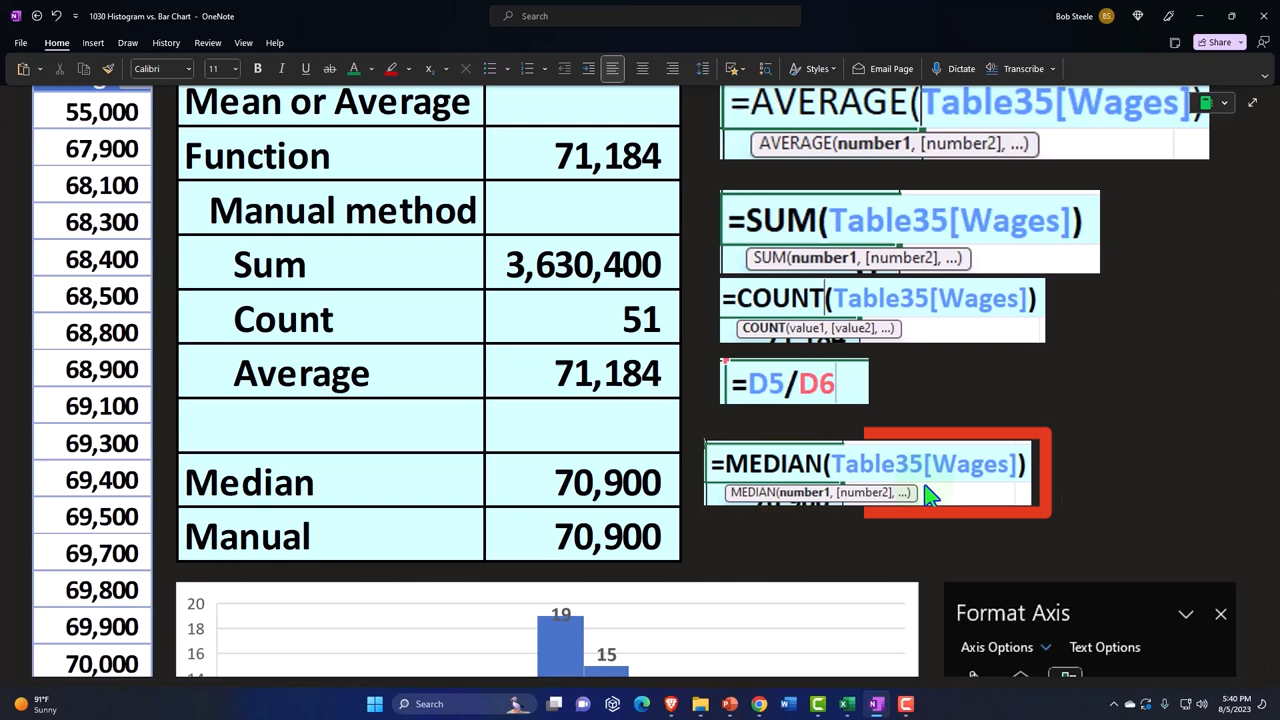 1030 Histogram vs. Bar Chart - OneNote
Search
Bob Steele
BS
File
Home
Insert
Draw
History
Review
View
Help
Share
Calibri
11
B
I
U
ab
A
Styles
Email Page
Dictate
Transcribe
55,000
67,900
68,100
68,300
68,400
68,500
68,800
68,900
69,100
69,300
69,400
69,500
69,700
69,800
69,900
70,000
Mean or Average
Function 71,184
Manual method
Sum 3,630,400
Count 51
Average 71,184
Median 70,900
Manual 70,900
=AVERAGE(Table35[Wages])
AVERAGE(number1, [number2], ...)
=SUM(Table35[Wages])
SUM(number1, [number2], ...)
=COUNT(Table35[Wages])
COUNT(value1, [value2], ...)
=D5/D6
=MEDIAN(Table35[Wages])
MEDIAN(number1, [number2], ...)
20
18
16
19
15
Format Axis
Axis Options
Text Options
91°F
Sunny
Search
5:40 PM
8/5/2023